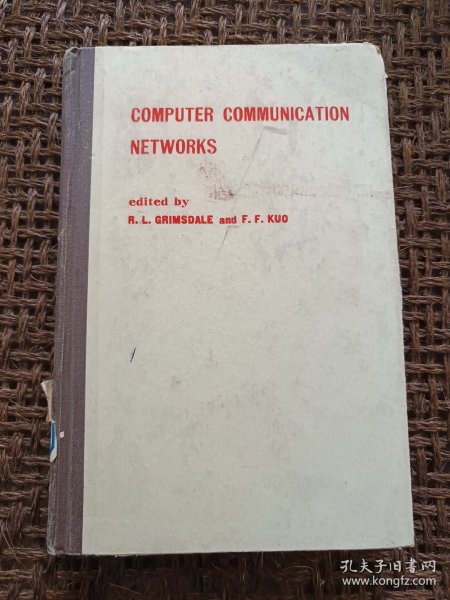 COMPUTER COMMUNICATION
NETWORKS
edited by
R. L. GRIMSDALE and F. F. KUO
孔夫子旧书网
www.kongfz.com